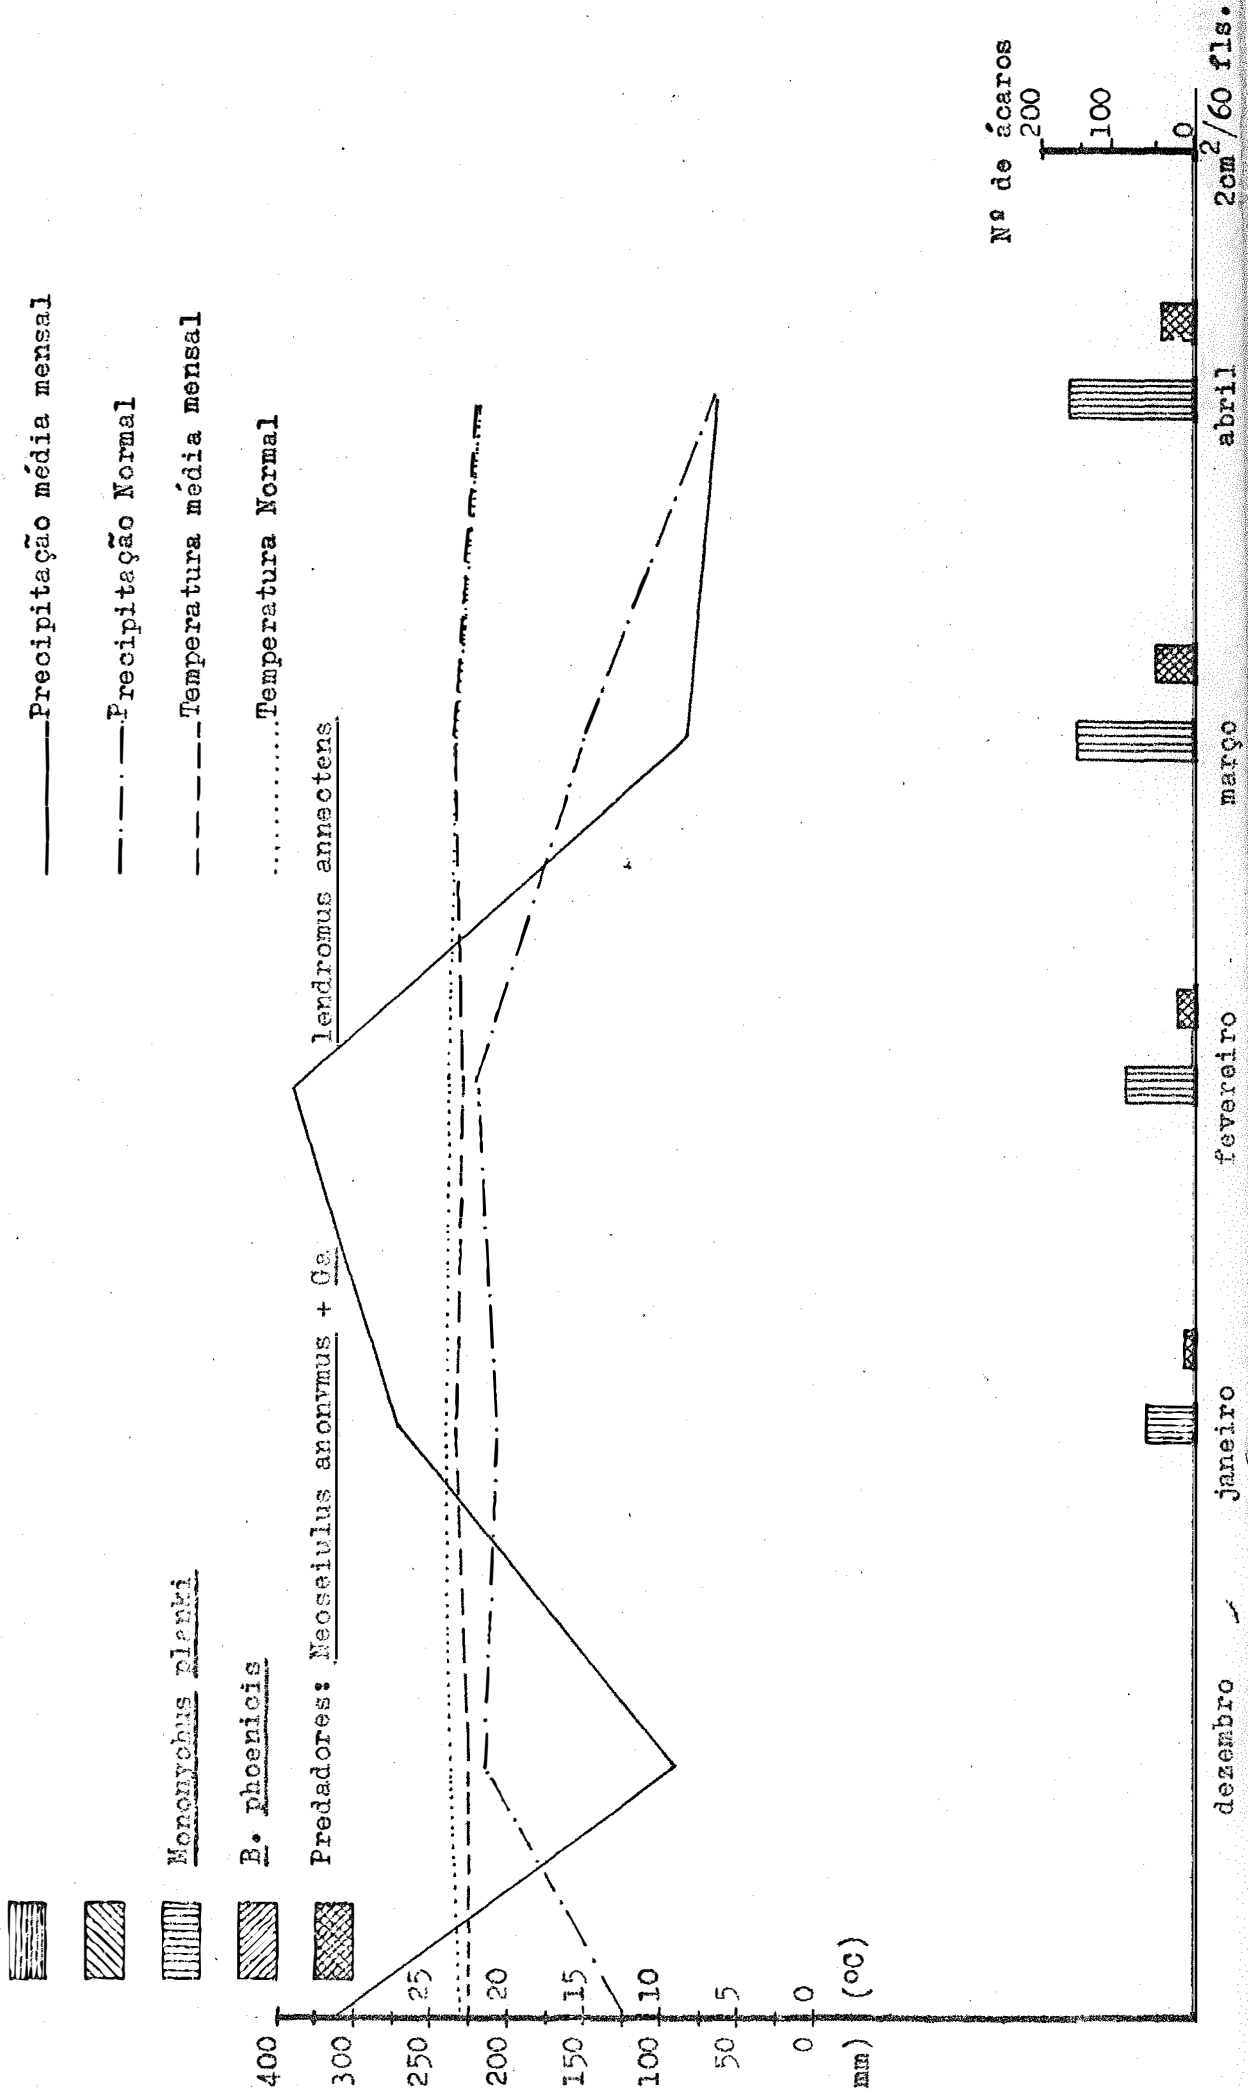 Precipitação média mensal
Precipitação Normal
Mononychus planki
Temperatura média mensal
B. phoenicis
Temperatura Normal
Predadores: Neoseiulus anonymus + Ga lendromus annectens
400
300
250
200
150
100
50
0
mm)
25
20
15
10
5
0
(ºC)
Nº de ácaros
200
100
0
2cm²/60 fls.
dezembro
janeiro
fevereiro
março
abril